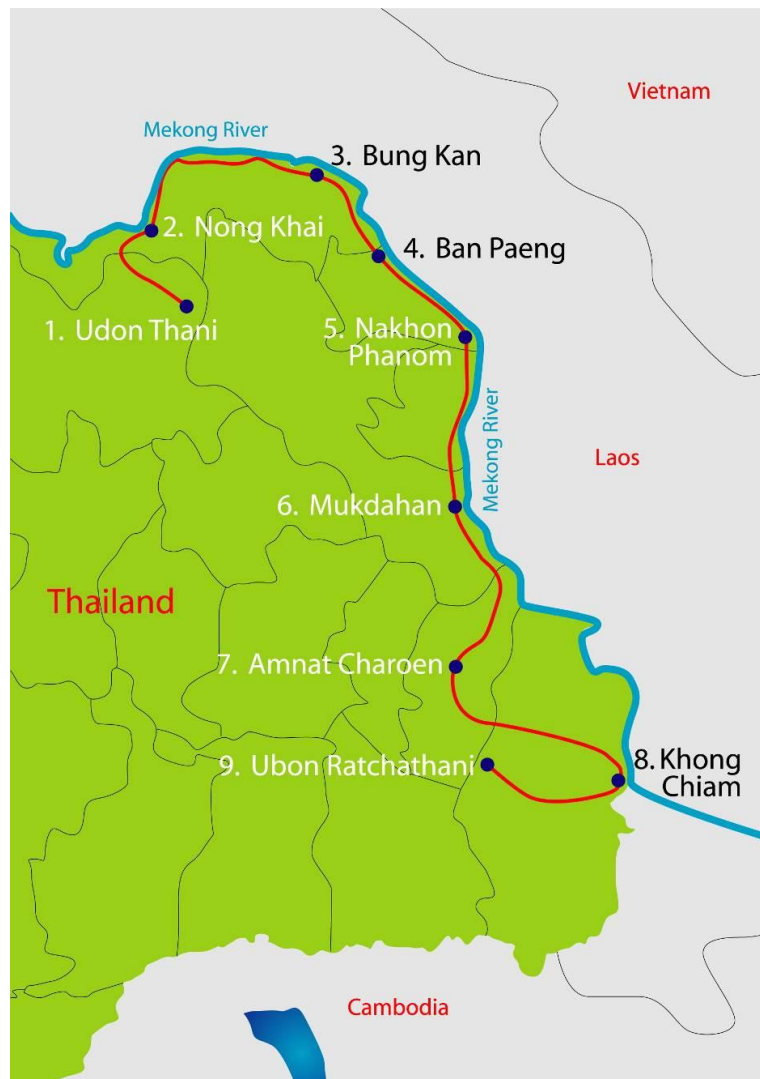 Vietnam
Mekong River
3. Bung Kan
2. Nong Khai
4. Ban Paeng
1. Udon Thani
5. Nakhon
Phanom
Mekong River
Laos
6. Mukdahan
Thailand
7. Amnat Charoen
9. Ubon Ratchathani
8. Khong
Chiam
Cambodia